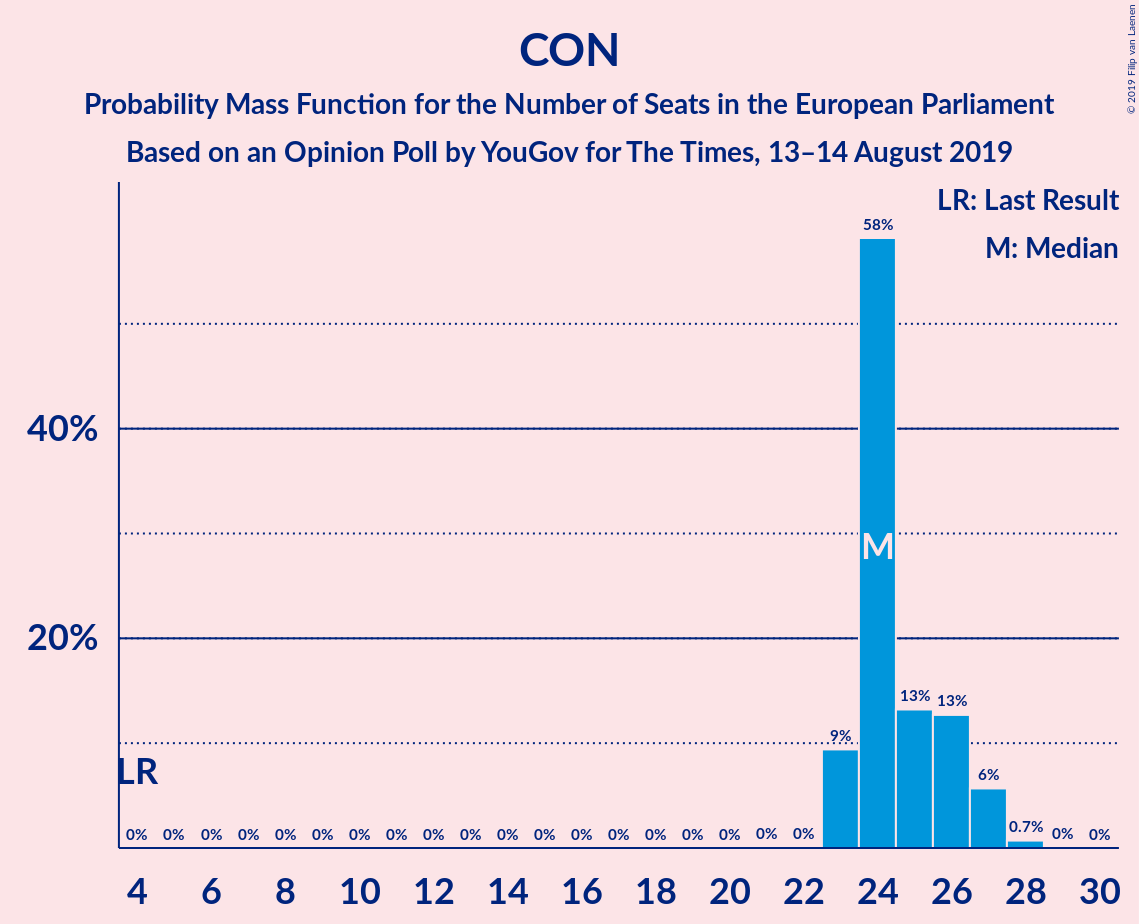 CON
Probability Mass Function for the Number of Seats in the European Parliament
Based on an Opinion Poll by YouGov for The Times, 13–14 August 2019
© 2019 Filip van Laenen
LR: Last Result
M: Median
58%
40%
M
20%
13% 13%
9%
LR
6%
0% 0% 0% 0% 0% 0% 0% 0% 0% 0% 0% 0% 0% 0% 0% 0% 0% 0% 0% 0.7% 0% 0%
4 6 8 10 12 14 16 18 20 22 24 26 28 30